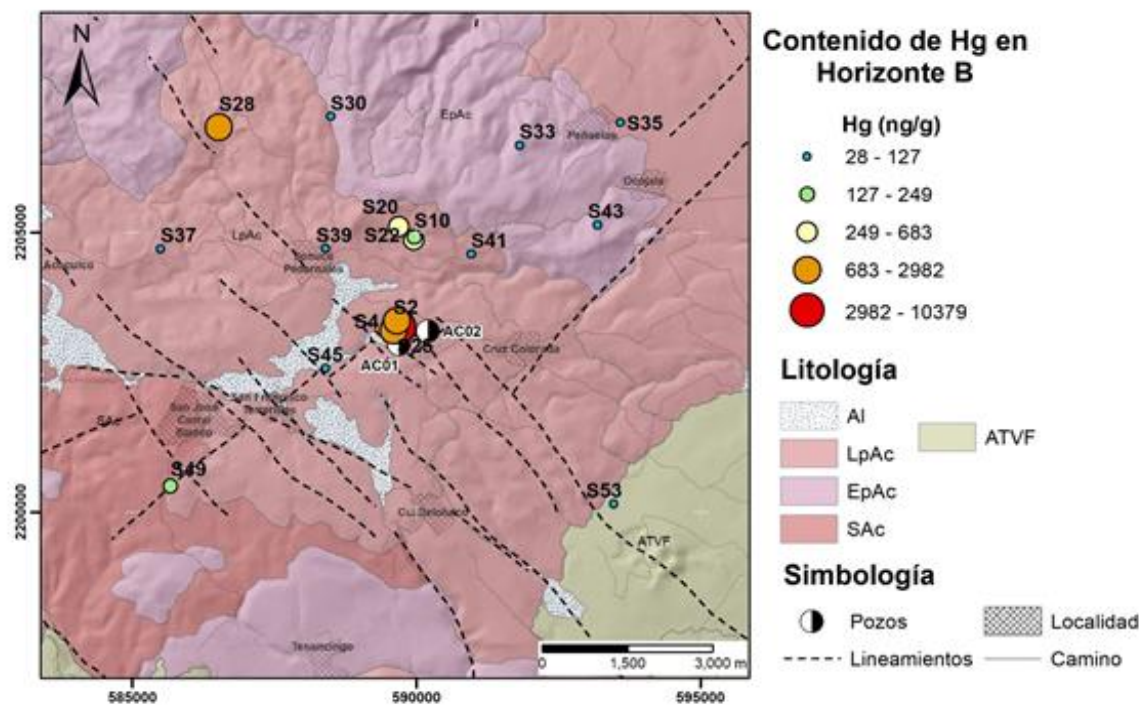 Contenido de Hg en
Horizonte B
Hg (ng/g)
28 - 127
127 - 249
249 - 683
683 - 2982
2982 - 10379
Litología
Al
LpAc
EpAc
SAc
ATVF
Simbología
Pozos
Localidad
Lineamientos
Camino
N
S28
S30
EpAc
S33
S35
Peñuelas
Ocojala
S20
S10
S43
S37
LpAc
S39
S22
S41
2205000
S2
S4
AC02
AC01
Cruz Colorada
S45
SAc
S49
2200000
S53
ATVF
Tenamcingo
0
1,500
3,000 m
585000
590000
595000